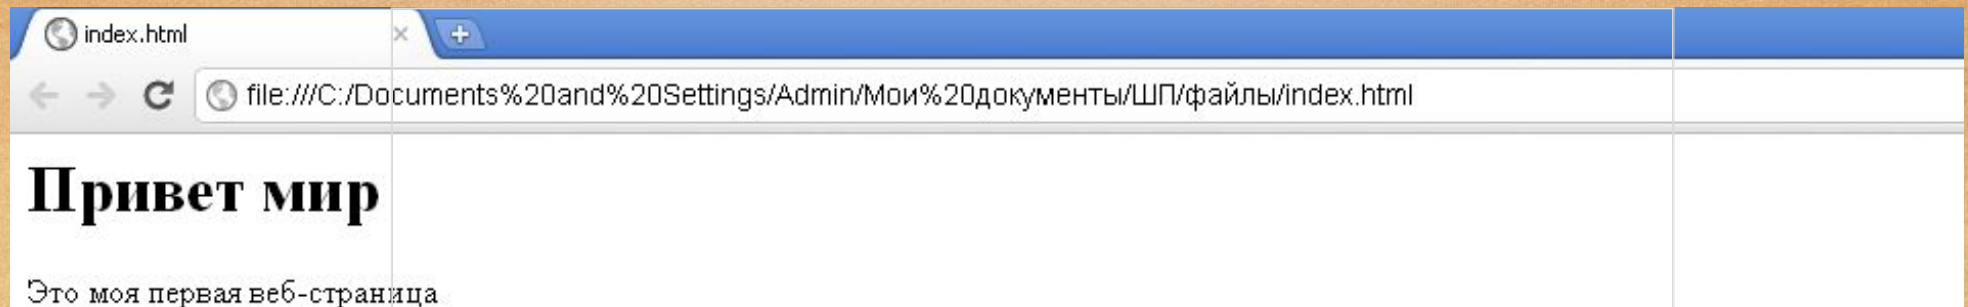 index.html
file:///C:/Documents%20and%20Settings/Admin/Мои%20документы/ШП/файлы/index.html
Привет мир
Это моя первая веб-страница